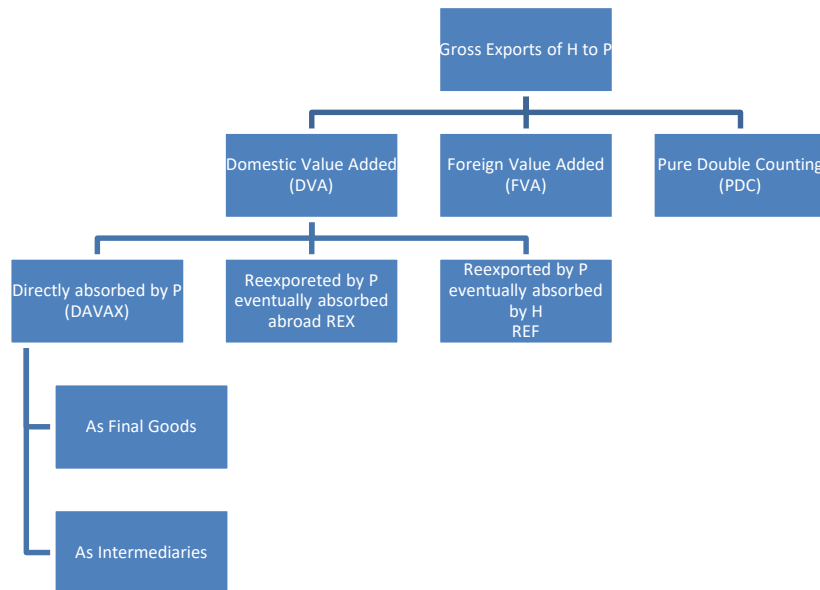 Gross Exports of H to P
Domestic Value Added
(DVA)
Foreign Value Added
(FVA)
Pure Double Counting
(PDC)
Directly absorbed by P
(DAVAX)
Reexporeted by P
eventually absorbed
abroad REX
Reexported by P
eventually absorbed
by H
REF
As Final Goods
As Intermediaries